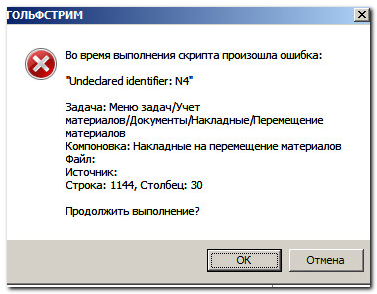 ГОЛЬФСТРИМ
Во время выполнения скрипта произошла ошибка:
"Undeclared identifier: N4"
Задача: Меню задач/Учет
материалов/Документы/Накладные/Перемещение
материалов
Компоновка: Накладные на перемещение материалов
Файл:
Источник:
Строка: 1144, Столбец: 30
Продолжить выполнение?
OK
Отмена